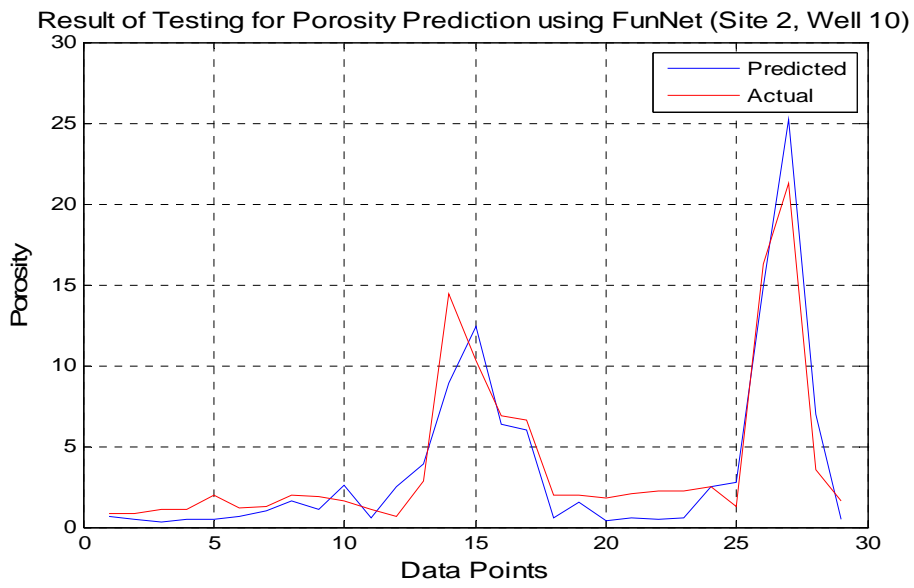 Result of Testing for Porosity Prediction using FunNet (Site 2, Well 10)
30
25
20
15
10
5
0
Porosity
Predicted
Actual
0 5 10 15 20 25 30
Data Points